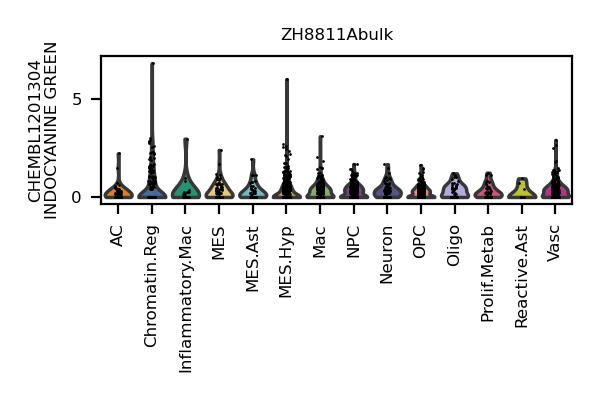 ZH8811Abulk
CHEMBL1201304
INDOCYANINE GREEN
5
0
AC
Chromatin.Reg
Inflammatory.Mac
MES
MES.Ast
MES.Hyp
Mac
NPC
Neuron
OPC
Oligo
Prolif.Metab
Reactive.Ast
Vasc